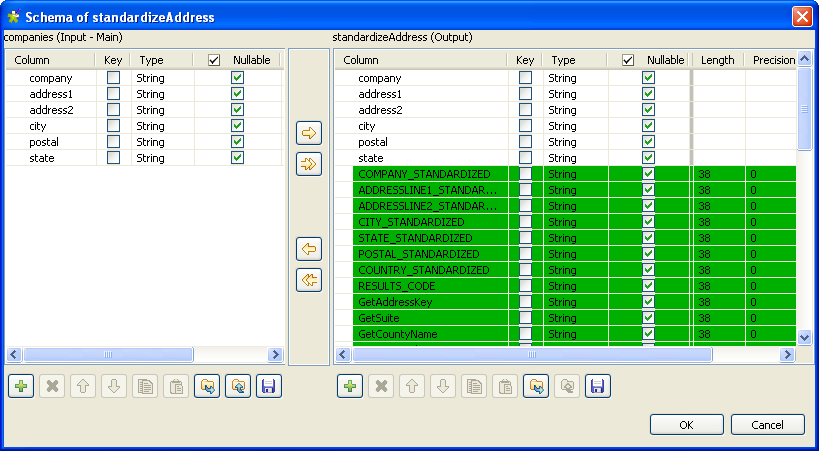 Schema of standardizeAddress
companies (Input - Main)
Column Key Type Nullable
company String
address1 String
address2 String
city String
postal String
state String
standardizeAddress (Output)
Column Key Type Nullable Length Precision
company String
address1 String
address2 String
city String
postal String
state String
COMPANY_STANDARDIZED String 38 0
ADDRESSLINE1_STANDAR... String 38 0
ADDRESSLINE2_STANDAR... String 38 0
CITY_STANDARDIZED String 38 0
STATE_STANDARDIZED String 38 0
POSTAL_STANDARDIZED String 38 0
COUNTRY_STANDARDIZED String 38 0
RESULTS_CODE String 38 0
GetAddressKey String 38 0
GetSuite String 38 0
GetCountyName String 38 0
OK Cancel